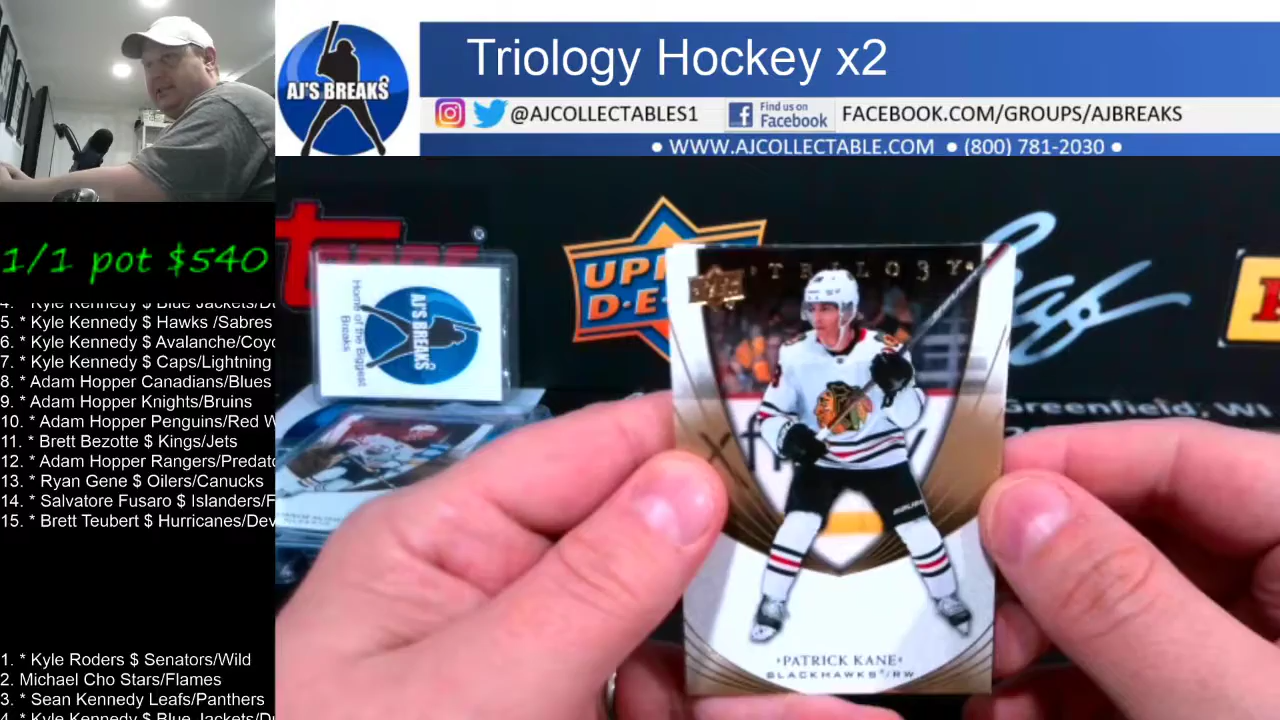 Triology Hockey x2
AJ'S BREAKS
@AJCOLLECTABLES1
Find us on
Facebook
FACEBOOK.COM/GROUPS/AJBREAKS
• WWW.AJCOLLECTABLE.COM • (800) 781-2030 •
1/1 pot $540
4. * Kyle Kennedy $ Blue Jackets/D
5. * Kyle Kennedy $ Hawks /Sabres
6. * Kyle Kennedy $ Avalanche/Coy
7. * Kyle Kennedy $ Caps/Lightning
8. * Adam Hopper Canadians/Blues
9. * Adam Hopper Knights/Bruins
10. * Adam Hopper Penguins/Red W
11. * Brett Bezotte $ Kings/Jets
12. * Adam Hopper Rangers/Predat
13. * Ryan Gene $ Oilers/Canucks
14. * Salvatore Fusaro $ Islanders/F
15. * Brett Teubert $ Hurricanes/Dev
1. * Kyle Roders $ Senators/Wild
2. Michael Cho Stars/Flames
3. * Sean Kennedy Leafs/Panthers
4. * Kyle Kennedy $ Blue Jackets/D
AJ'S BREAKS
Home of the Biggest
Breaks
UP
D·E
TRILO3Y
•PATRICK KANE•
BLACKHAWKS®/RW
Greenfield, WI